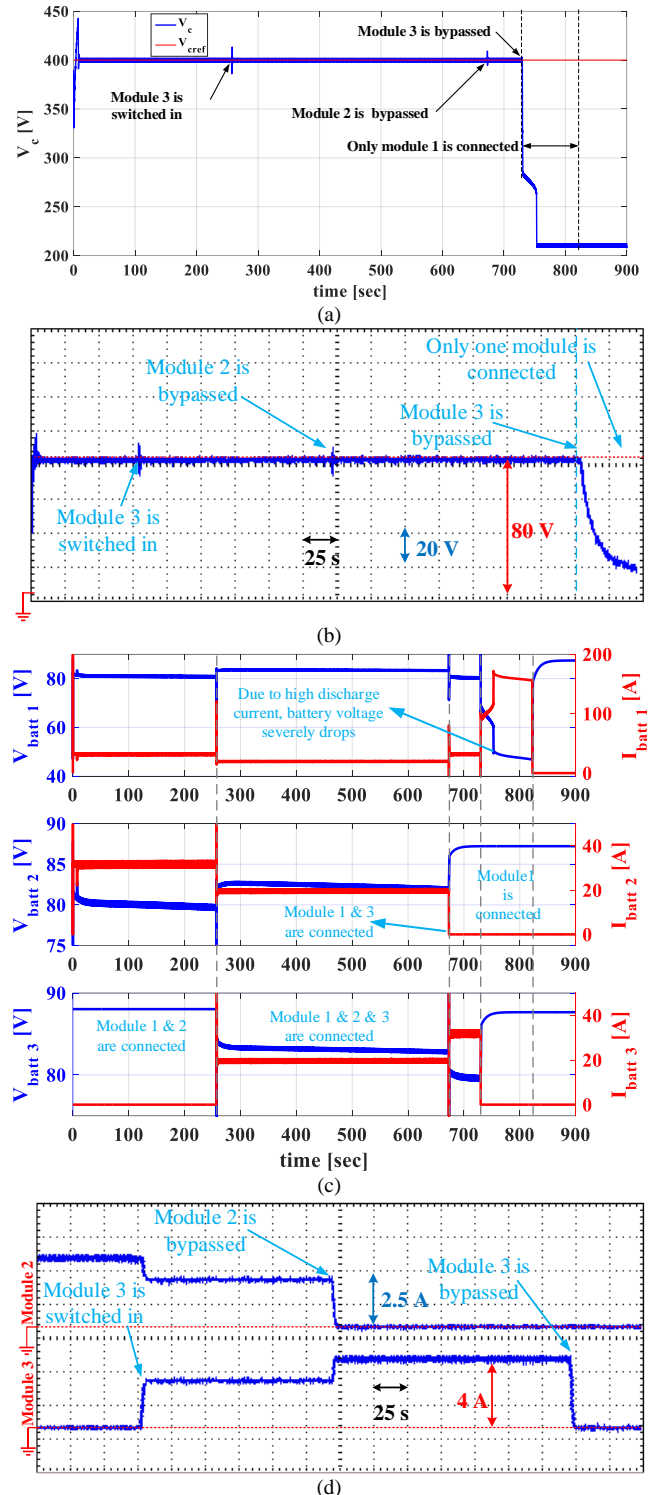 V_c
V_cref
V_c [V]
450
400
350
300
250
200
Module 3 is bypassed
Module 3 is
switched in
Module 2 is bypassed
Only module 1 is connected
0 100 200 300 400 500 600 700 800 900
time [sec]
(a)
Module 2 is
bypassed
Only one module is
connected
Module 3 is
bypassed
Module 3 is
switched in
25 s
20 V
80 V
(b)
V_batt 1 [V]
80
60
40
Due to high discharge
current, battery voltage
severely drops
200
100
0
I_batt 1 [A]
0 100 200 300 400 500 600 700 800 900
V_batt 2 [V]
90
85
80
75
Module 1 & 3
are connected
Module1
is
connected
40
20
0
I_batt 2 [A]
0 100 200 300 400 500 600 700 800 900
V_batt 3 [V]
90
80
Module 1 & 2
are connected
Module 1 & 2 & 3
are connected
40
20
0
I_batt 3 [A]
0 100 200 300 400 500 600 700 800 900
time [sec]
(c)
Module 2 is
bypassed
Module 3 is
switched in
Module 3 is
bypassed
Module 2
Module 3
2.5 A
25 s
4 A
(d)